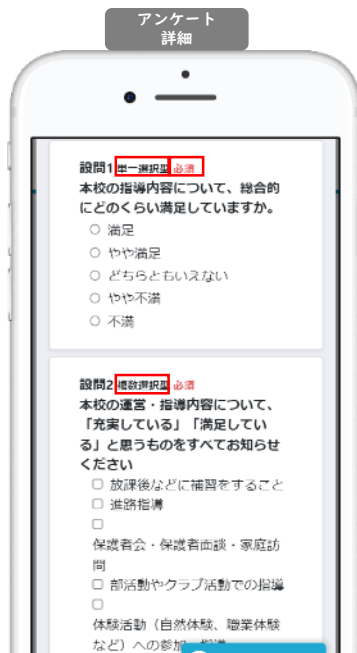 アンケート
詳細
設問1 単一選択型 必須
本校の指導内容について、総合的
にどのくらい満足していますか。
満足
やや満足
どちらともいえない
やや不満
不満
設問2 複数選択型 必須
本校の運営・指導内容について、
「充実している」「満足してい
る」と思うものをすべてお知らせ
ください
放課後などに補習をすること
進路指導
保護者会・保護者面談・家庭訪
問
部活動やクラブ活動での指導
体験活動（自然体験、職業体験
など）への参加・指導